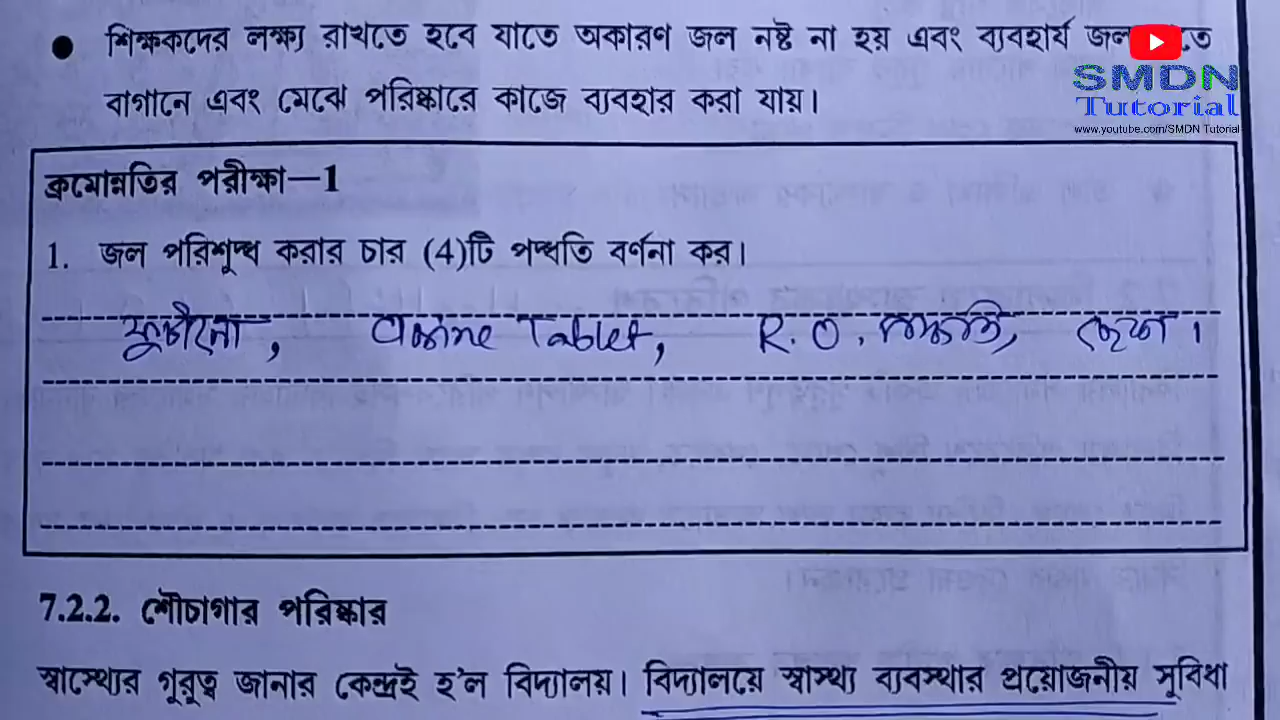 শিক্ষকদের লক্ষ্য রাখতে হবে যাতে অকারণ জল নষ্ট না হয় এবং ব্যবহার্য জল তে
বাগানে এবং মেঝে পরিষ্কারে কাজে ব্যবহার করা যায়।
SMDN
Tutorial
www.youtube.com/SMDN Tutorial
ক্রমোন্নতির পরীক্ষা—1
1. জল পরিশুদ্ধ করার চার (4)টি পদ্ধতি বর্ণনা কর।
ফুটানো, Tablet, R.O. পদ্ধতি,
7.2.2. শৌচাগার পরিষ্কার
স্বাস্থ্যের গুরুত্ব জানার কেন্দ্রই হ'ল বিদ্যালয়। বিদ্যালয়ে স্বাস্থ্য ব্যবস্থার প্রয়োজনীয় সুবিধা